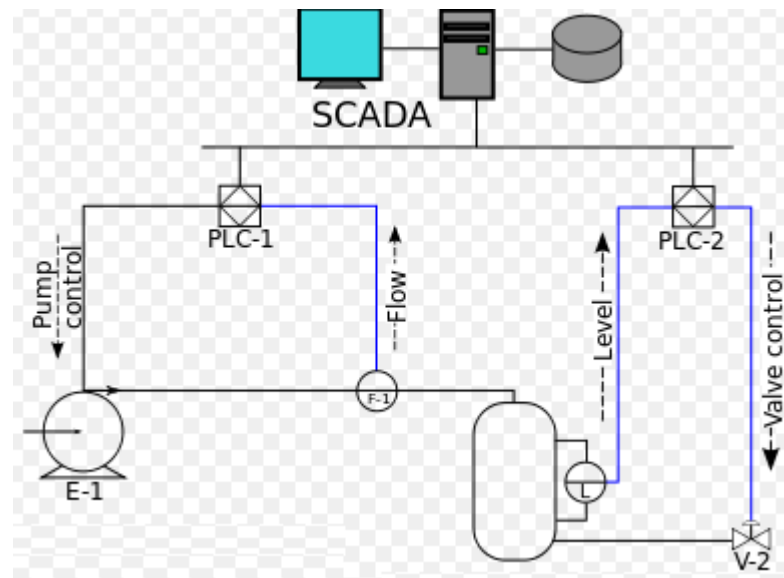 SCADA
PLC-1
PLC-2
Pump
control
Flow
Level
Valve control
F-1
L
E-1
V-2